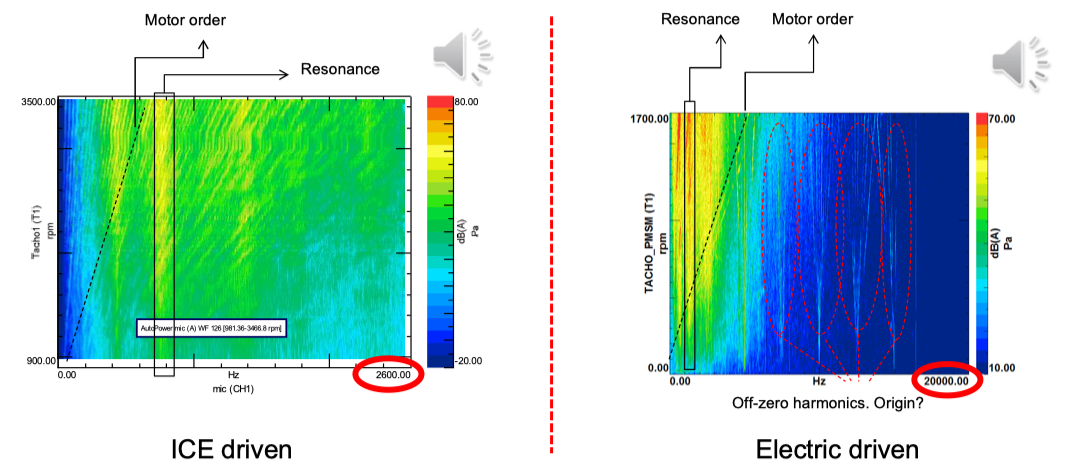 Motor order
Resonance
3500.00
80.00
Tacho1 (T1)
rpm
dB(A)
Pa
AutoPower mic (A) WF 126 [981.36-3466.8 rpm]
900.00
-20.00
0.00
Hz
2600.00
mic (CH1)
ICE driven
Resonance
Motor order
1700.00
70.00
TACHO_PMSM (T1)
rpm
dB(A)
Pa
0.00
10.00
0.00
Hz
20000.00
Off-zero harmonics. Origin?
Electric driven